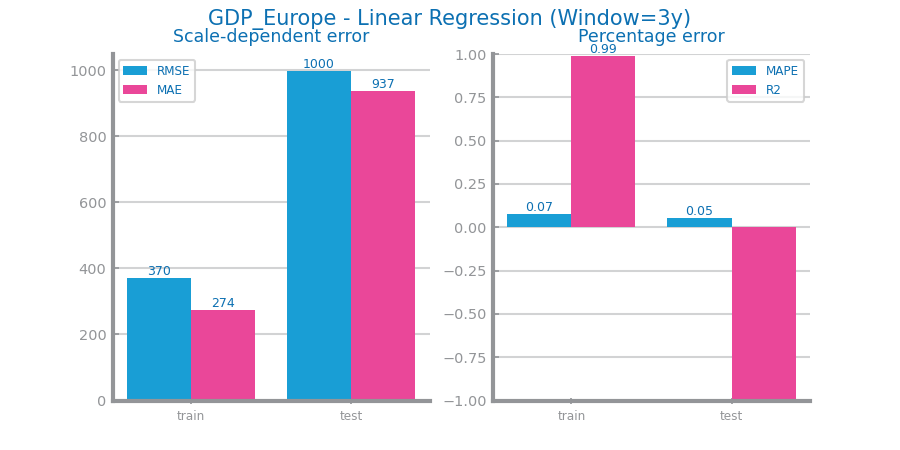 GDP_Europe - Linear Regression (Window=3y)
Scale-dependent error
Percentage error
RMSE
MAE
1000
800
600
400
200
0
370
274
1000
937
train
test
MAPE
R2
1.00
0.75
0.50
0.25
0.00
−0.25
−0.50
−0.75
−1.00
0.07
0.99
0.05
train
test